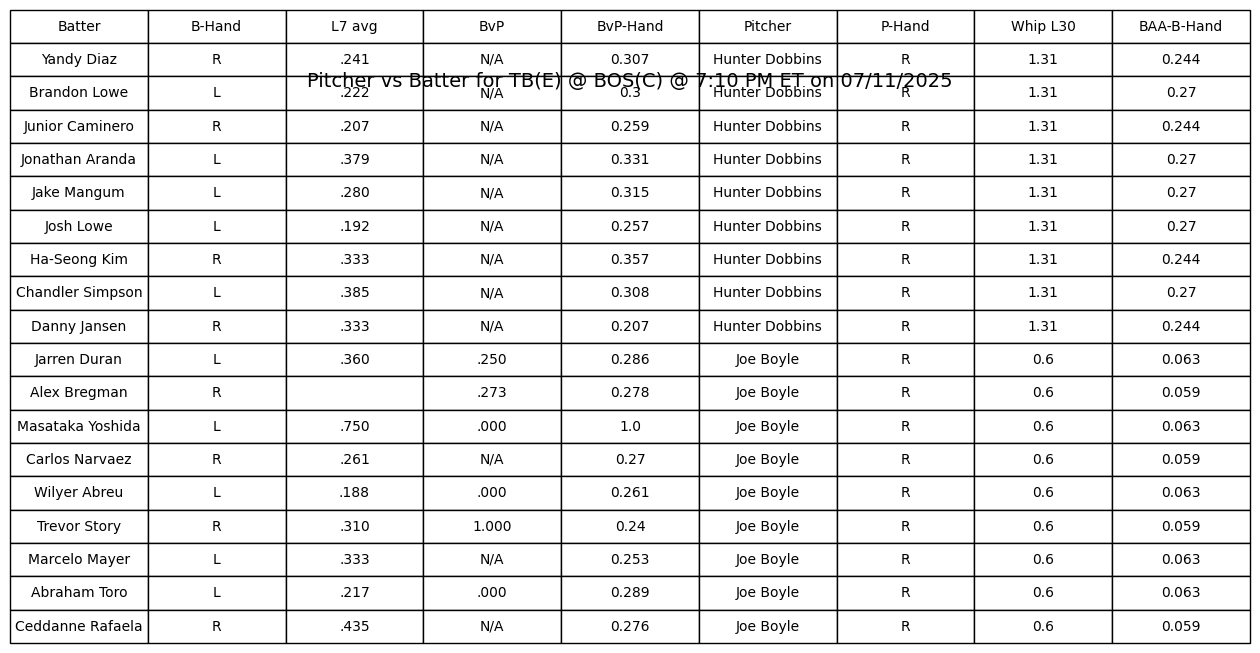 Batter B-Hand L7 avg BvP BvP-Hand Pitcher P-Hand Whip L30 BAA-B-Hand
Yandy Diaz R .241 N/A 0.307 Hunter Dobbins R 1.31 0.244
Pitcher vs Batter for TB(E) @ BOS(C) @ 7:10 PM ET on 07/11/2025
Brandon Lowe L .222 N/A 0.3 Hunter Dobbins R 1.31 0.27
Junior Caminero R .207 N/A 0.259 Hunter Dobbins R 1.31 0.244
Jonathan Aranda L .379 N/A 0.331 Hunter Dobbins R 1.31 0.27
Jake Mangum L .280 N/A 0.315 Hunter Dobbins R 1.31 0.27
Josh Lowe L .192 N/A 0.257 Hunter Dobbins R 1.31 0.27
Ha-Seong Kim R .333 N/A 0.357 Hunter Dobbins R 1.31 0.244
Chandler Simpson L .385 N/A 0.308 Hunter Dobbins R 1.31 0.27
Danny Jansen R .333 N/A 0.207 Hunter Dobbins R 1.31 0.244
Jarren Duran L .360 .250 0.286 Joe Boyle R 0.6 0.063
Alex Bregman R .273 0.278 Joe Boyle R 0.6 0.059
Masataka Yoshida L .750 .000 1.0 Joe Boyle R 0.6 0.063
Carlos Narvaez R .261 N/A 0.27 Joe Boyle R 0.6 0.059
Wilyer Abreu L .188 .000 0.261 Joe Boyle R 0.6 0.063
Trevor Story R .310 1.000 0.24 Joe Boyle R 0.6 0.059
Marcelo Mayer L .333 N/A 0.253 Joe Boyle R 0.6 0.063
Abraham Toro L .217 .000 0.289 Joe Boyle R 0.6 0.063
Ceddanne Rafaela R .435 N/A 0.276 Joe Boyle R 0.6 0.059